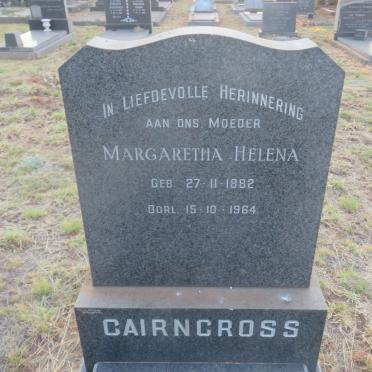 IN LIEFDEVOLLE HERINNERING
AAN ONS MOEDER
MARGARETHA HELENA
GEB 27-11-1882
OORL 15-10-1964
CAIRNCROSS